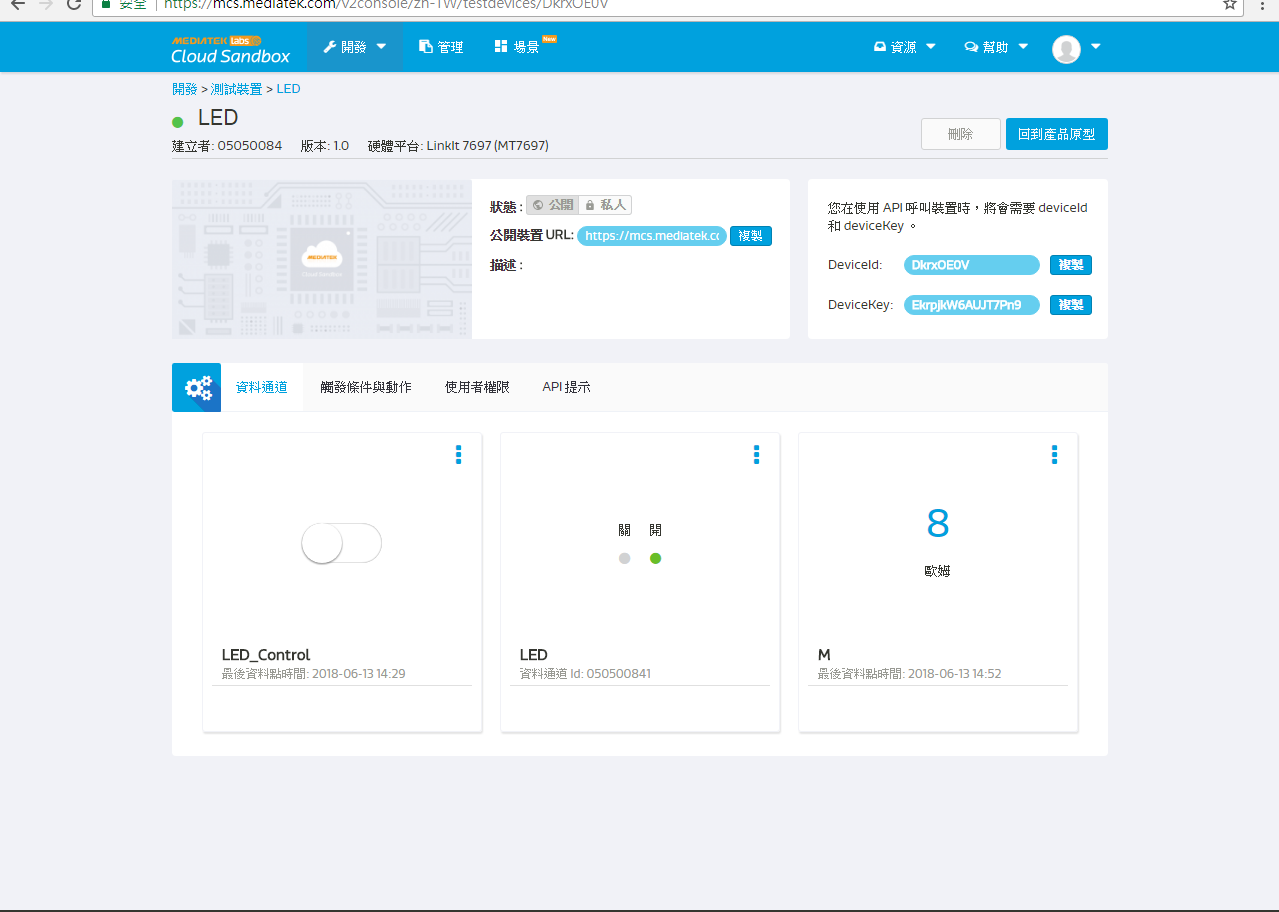 安全 https://mcs.mediatek.com/v2console/zh-TW/testdevices/DkrxOE0V
MEDIATEK labs
Cloud Sandbox
開發 管理 場景 New 資源 幫助
開發 > 測試裝置 > LED
LED
建立者: 05050084 版本: 1.0 硬體平台: LinkIt 7697 (MT7697)
刪除 回到產品原型
MEDIATEK
Cloud Sandbox
狀態 : 公開 私人
公開裝置 URL: https://mcs.mediatek.cc 複製
描述 :
您在使用 API 呼叫裝置時，將會需要 deviceId
和 deviceKey 。
DeviceId: DkrxOE0V 複製
DeviceKey: EkrpjkW6AUJT7Pn9 複製
資料通道 觸發條件與動作 使用者權限 API 提示
LED_Control
最後資料點時間: 2018-06-13 14:29
關 開
LED
資料通道 Id: 050500841
8
歐姆
M
最後資料點時間: 2018-06-13 14:52